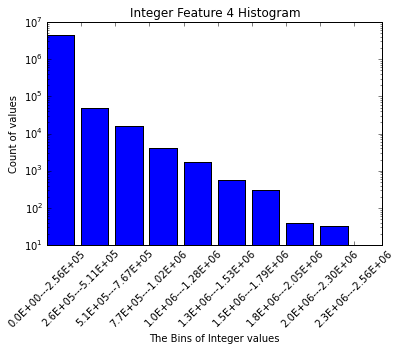 Integer Feature 4 Histogram
10^7
10^6
10^5
10^4
10^3
10^2
10^1
Count of values
0.0E+00---2.56E+05
2.6E+05---5.11E+05
5.1E+05---7.67E+05
7.7E+05---1.02E+06
1.0E+06---1.28E+06
1.3E+06---1.53E+06
1.5E+06---1.79E+06
1.8E+06---2.05E+06
2.0E+06---2.30E+06
2.3E+06---2.56E+06
The Bins of Integer values